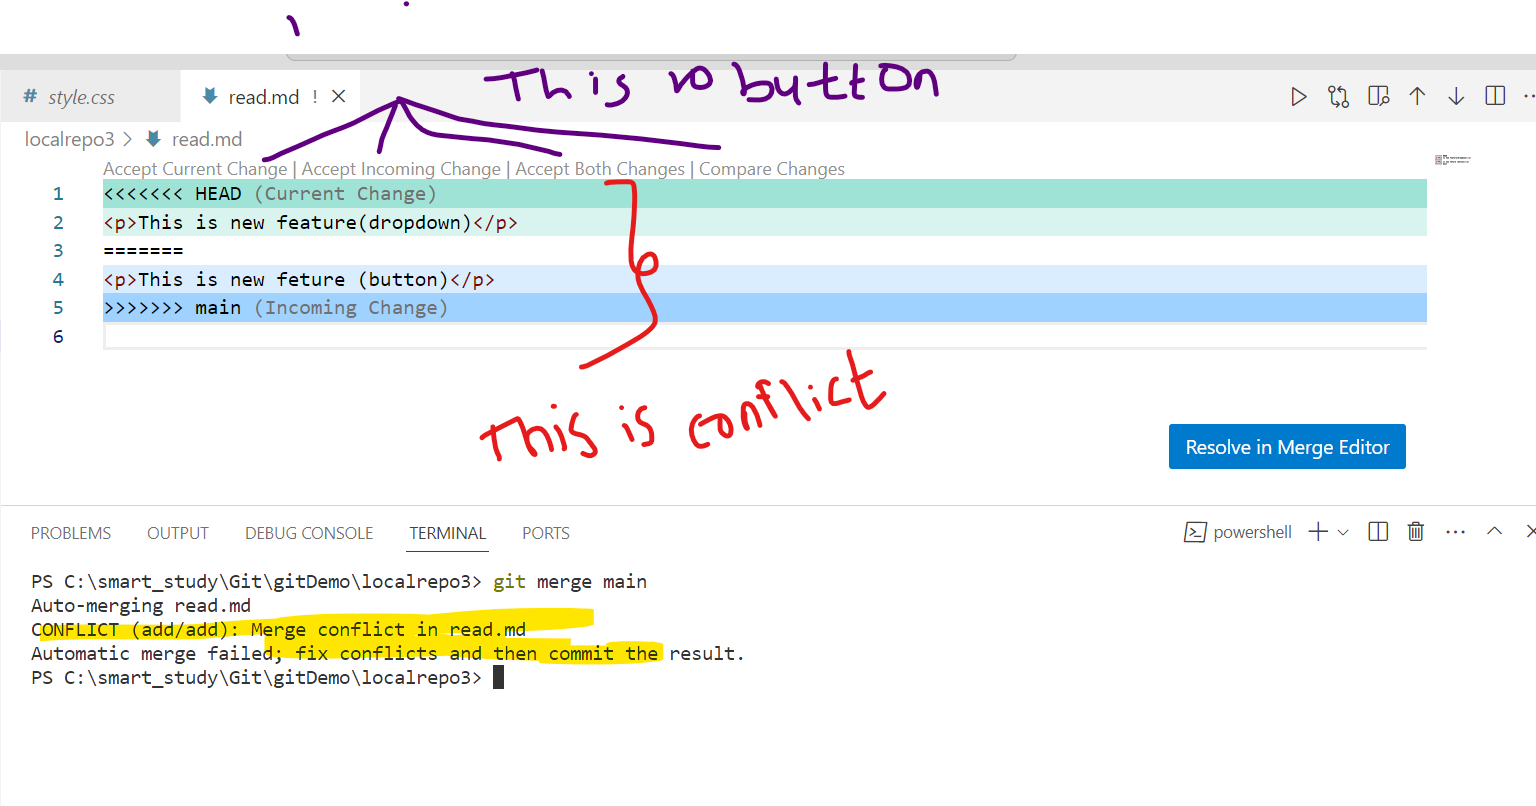 This is button
# style.css
read.md ! ×
localrepo3 > read.md
Accept Current Change | Accept Incoming Change | Accept Both Changes | Compare Changes
1 <<<<<<< HEAD (Current Change)
2 <p>This is new feature(dropdown)</p>
3 =======
4 <p>This is new feture (button)</p>
5 >>>>>>> main (Incoming Change)
6
This is conflict
Resolve in Merge Editor
PROBLEMS OUTPUT DEBUG CONSOLE TERMINAL PORTS
powershell
PS C:\smart_study\Git\gitDemo\localrepo3> git merge main
Auto-merging read.md
CONFLICT (add/add): Merge conflict in read.md
Automatic merge failed; fix conflicts and then commit the result.
PS C:\smart_study\Git\gitDemo\localrepo3>